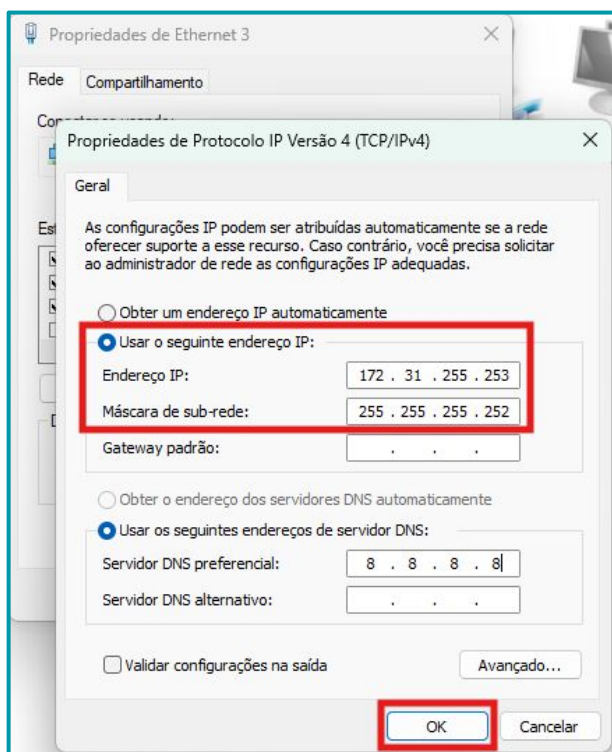 Propriedades de Ethernet 3
Rede
Compartilhamento
Propriedades de Protocolo IP Versão 4 (TCP/IPv4)
Geral
As configurações IP podem ser atribuídas automaticamente se a rede
oferecer suporte a esse recurso. Caso contrário, você precisa solicitar
ao administrador de rede as configurações IP adequadas.
Obter um endereço IP automaticamente
Usar o seguinte endereço IP:
Endereço IP: 172 . 31 . 255 . 253
Máscara de sub-rede: 255 . 255 . 255 . 252
Gateway padrão: . . .
Obter o endereço dos servidores DNS automaticamente
Usar os seguintes endereços de servidor DNS:
Servidor DNS preferencial: 8 . 8 . 8 . 8
Servidor DNS alternativo: . . .
Validar configurações na saída
Avançado...
OK
Cancelar